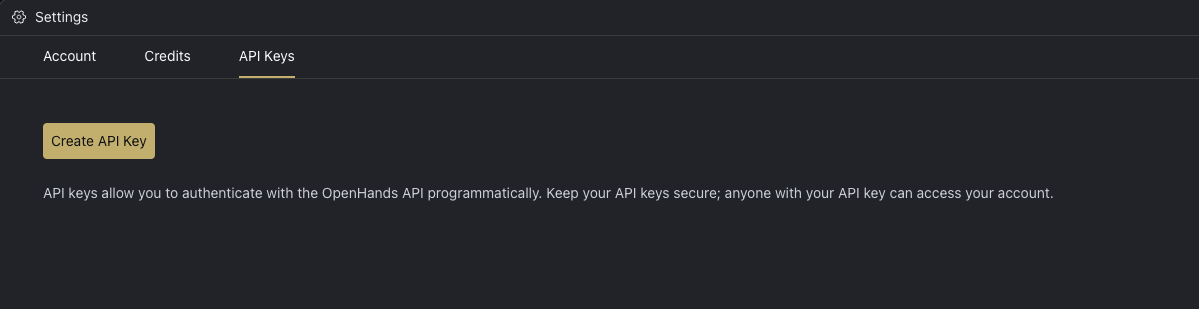 Settings
Account Credits API Keys
Create API Key
API keys allow you to authenticate with the OpenHands API programmatically. Keep your API keys secure; anyone with your API key can access your account.